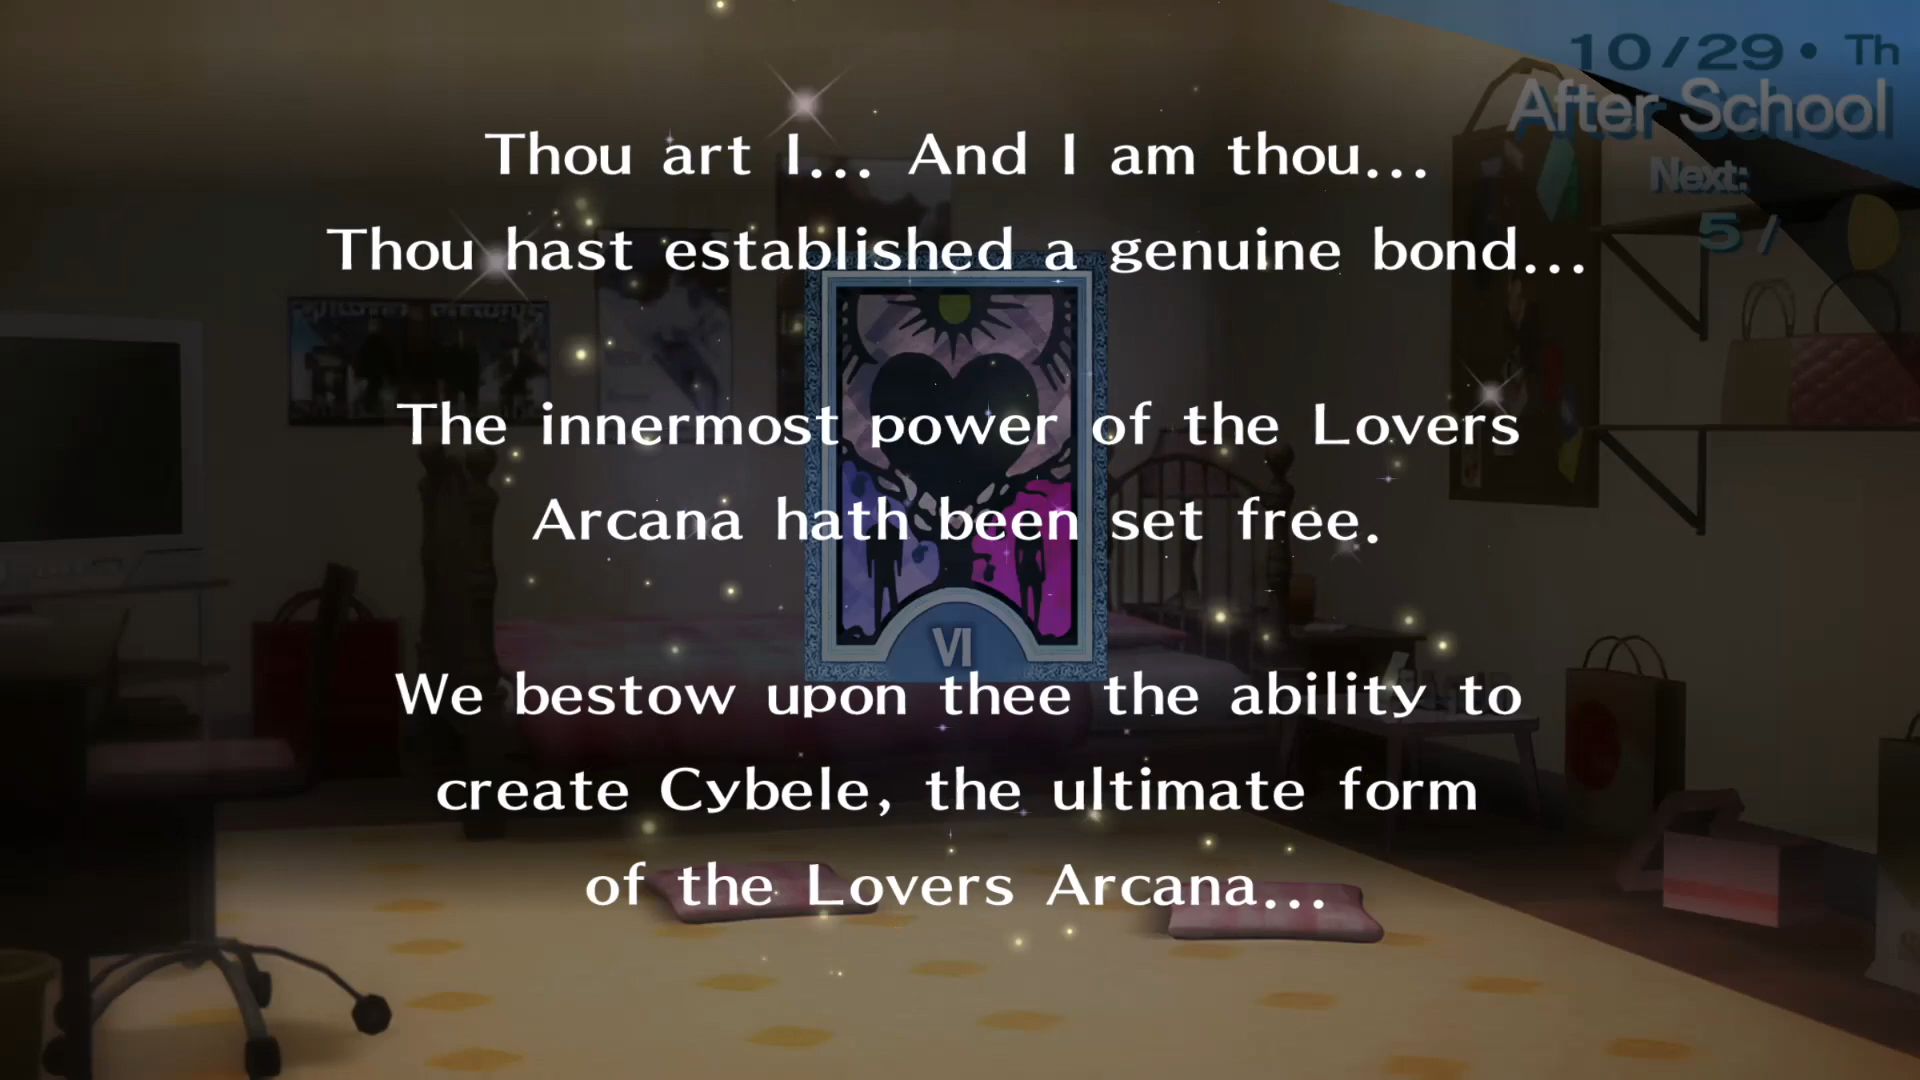 10/29 • Th
After School
Next:
5 /
Thou art I... And I am thou...
Thou hast established a genuine bond...
The innermost power of the Lovers
Arcana hath been set free.
VI
We bestow upon thee the ability to
create Cybele, the ultimate form
of the Lovers Arcana...